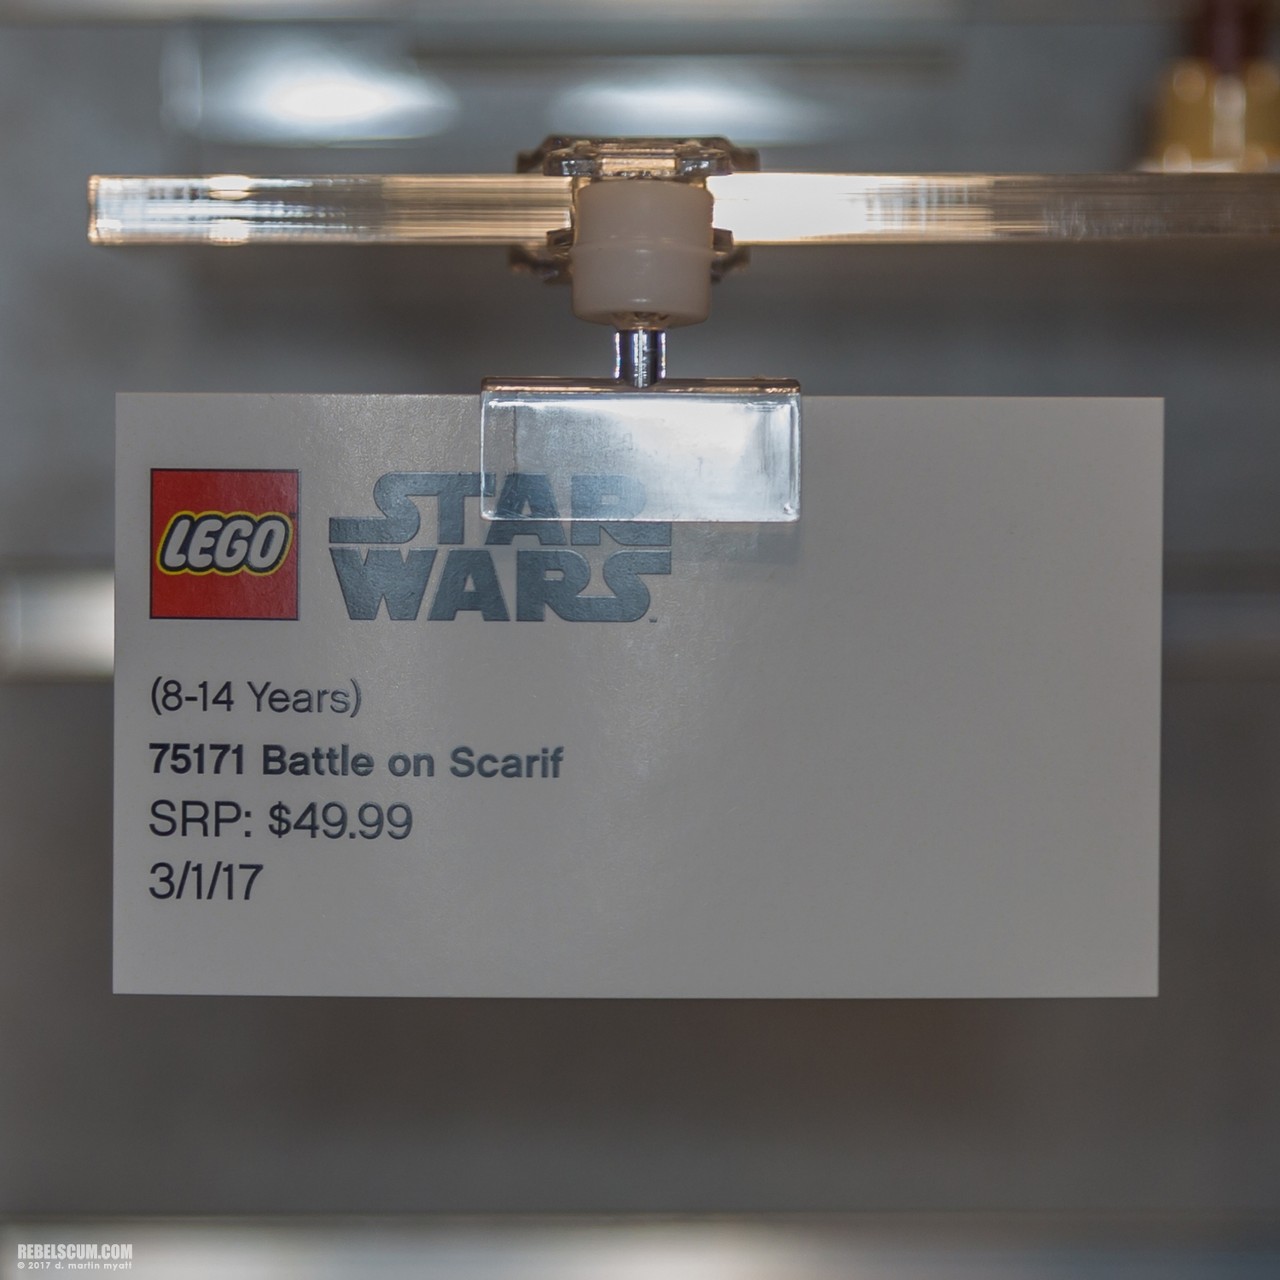 LEGO
STAR
WARS
(8-14 Years)
75171 Battle on Scarif
SRP: $49.99
3/1/17
REBELSCUM.COM
© 2017 d. martin myatt